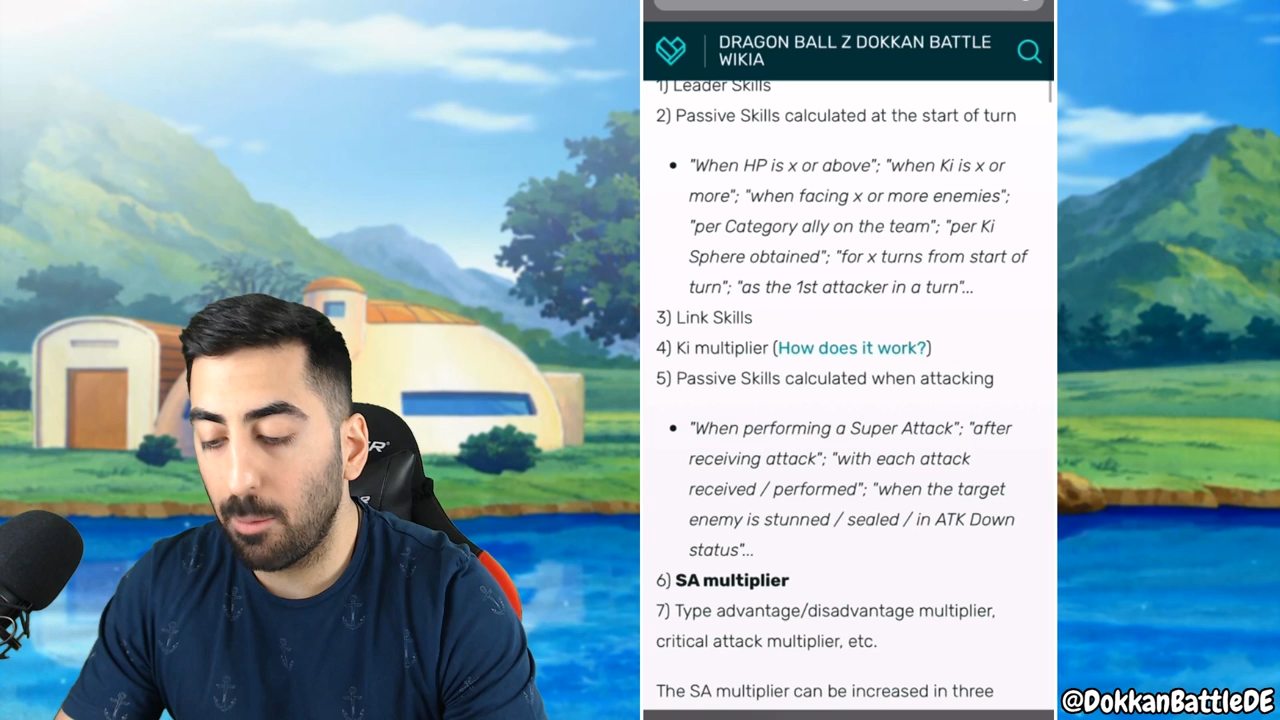 DRAGON BALL Z DOKKAN BATTLE
WIKIA
1) Leader Skills
2) Passive Skills calculated at the start of turn
• "When HP is x or above"; "when Ki is x or
more"; "when facing x or more enemies";
"per Category ally on the team"; "per Ki
Sphere obtained"; "for x turns from start of
turn"; "as the 1st attacker in a turn"...
3) Link Skills
4) Ki multiplier (How does it work?)
5) Passive Skills calculated when attacking
• "When performing a Super Attack"; "after
receiving attack"; "with each attack
received / performed"; "when the target
enemy is stunned / sealed / in ATK Down
status"...
6) SA multiplier
7) Type advantage/disadvantage multiplier,
critical attack multiplier, etc.
The SA multiplier can be increased in three
@DokkanBattleDE